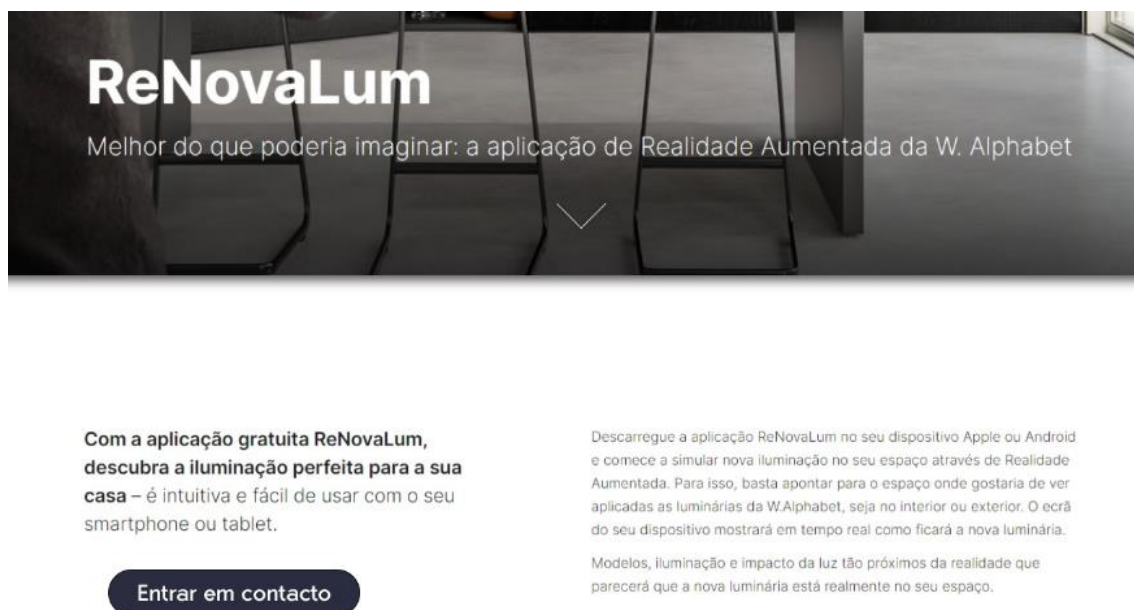 ReNovaLum
Melhor do que poderia imaginar: a aplicação de Realidade Aumentada da W. Alphabet
Com a aplicação gratuita ReNovaLum,
descubra a iluminação perfeita para a sua
casa – é intuitiva e fácil de usar com o seu
smartphone ou tablet.
Entrar em contacto
Descarregue a aplicação ReNovaLum no seu dispositivo Apple ou Android
e comece a simular nova iluminação no seu espaço através de Realidade
Aumentada. Para isso, basta apontar para o espaço onde gostaria de ver
aplicadas as luminárias da W.Alphabet, seja no interior ou exterior. O ecrã
do seu dispositivo mostrará em tempo real como ficará a nova luminária.
Modelos, iluminação e impacto da luz tão próximos da realidade que
parecerá que a nova luminária está realmente no seu espaço.